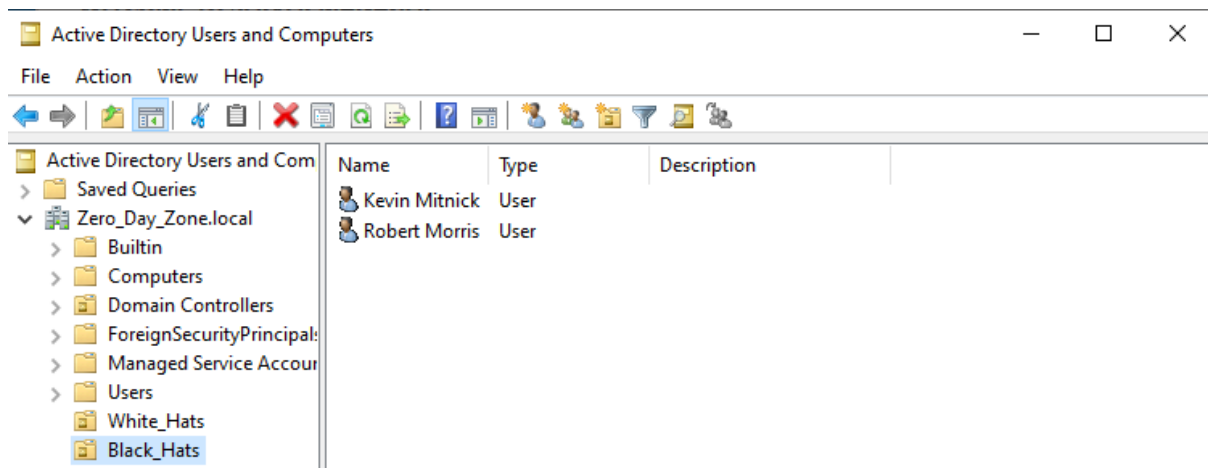 Active Directory Users and Computers
File Action View Help
Active Directory Users and Com
Saved Queries
Zero_Day_Zone.local
Builtin
Computers
Domain Controllers
ForeignSecurityPrincipals
Managed Service Accour
Users
White_Hats
Black_Hats
Name Type Description
Kevin Mitnick User
Robert Morris User